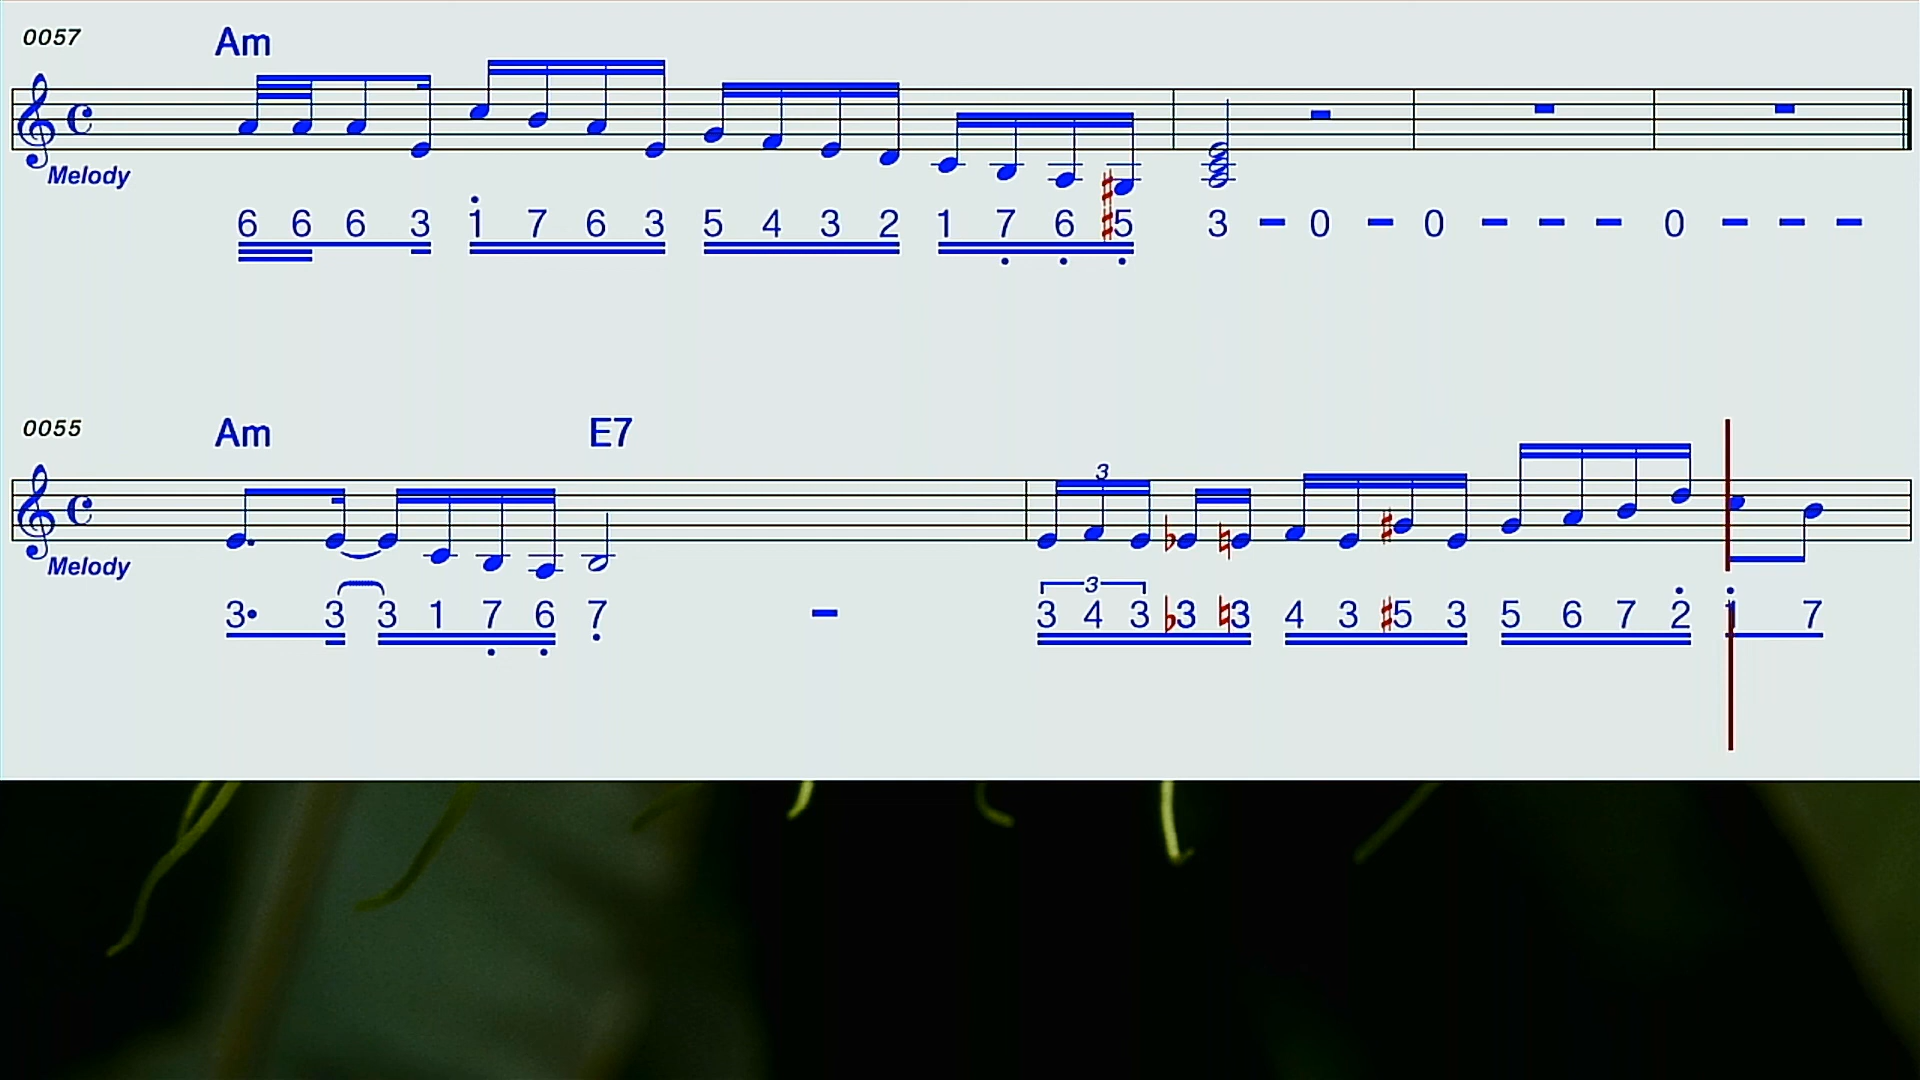 0057 Am
Melody
6 6 6 3 1 7 6 3 5 4 3 2 1 7 6 #5 3 - 0 - 0 - - - 0 - - -
0055 Am E7
3
Melody
3
3• 3 3 1 7 6 7 - 3 4 3 ♭3 ♮3 4 3 #5 3 5 6 7 2 1 7